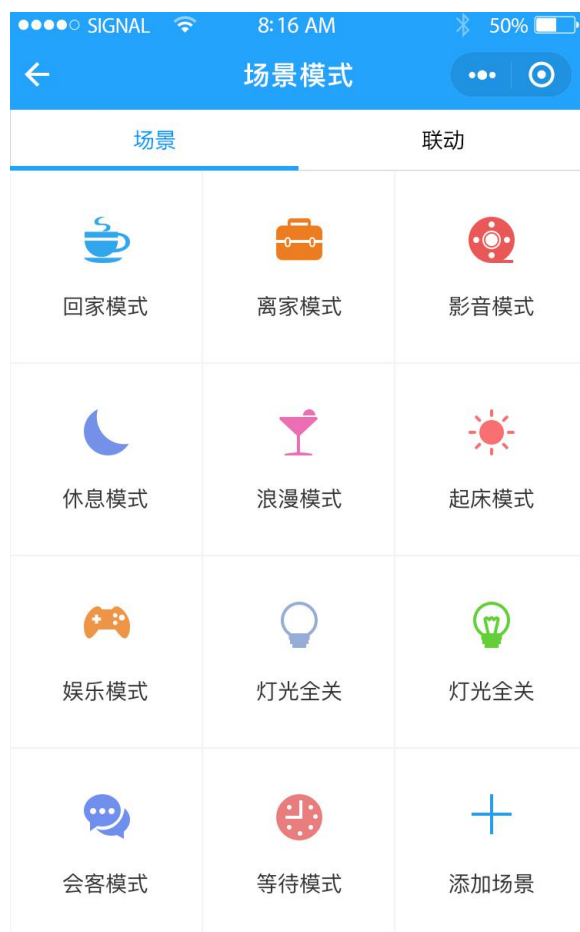 SIGNAL 8:16 AM 50%
场景模式
场景 联动
回家模式 离家模式 影音模式
休息模式 浪漫模式 起床模式
娱乐模式 灯光全关 灯光全关
会客模式 等待模式 添加场景